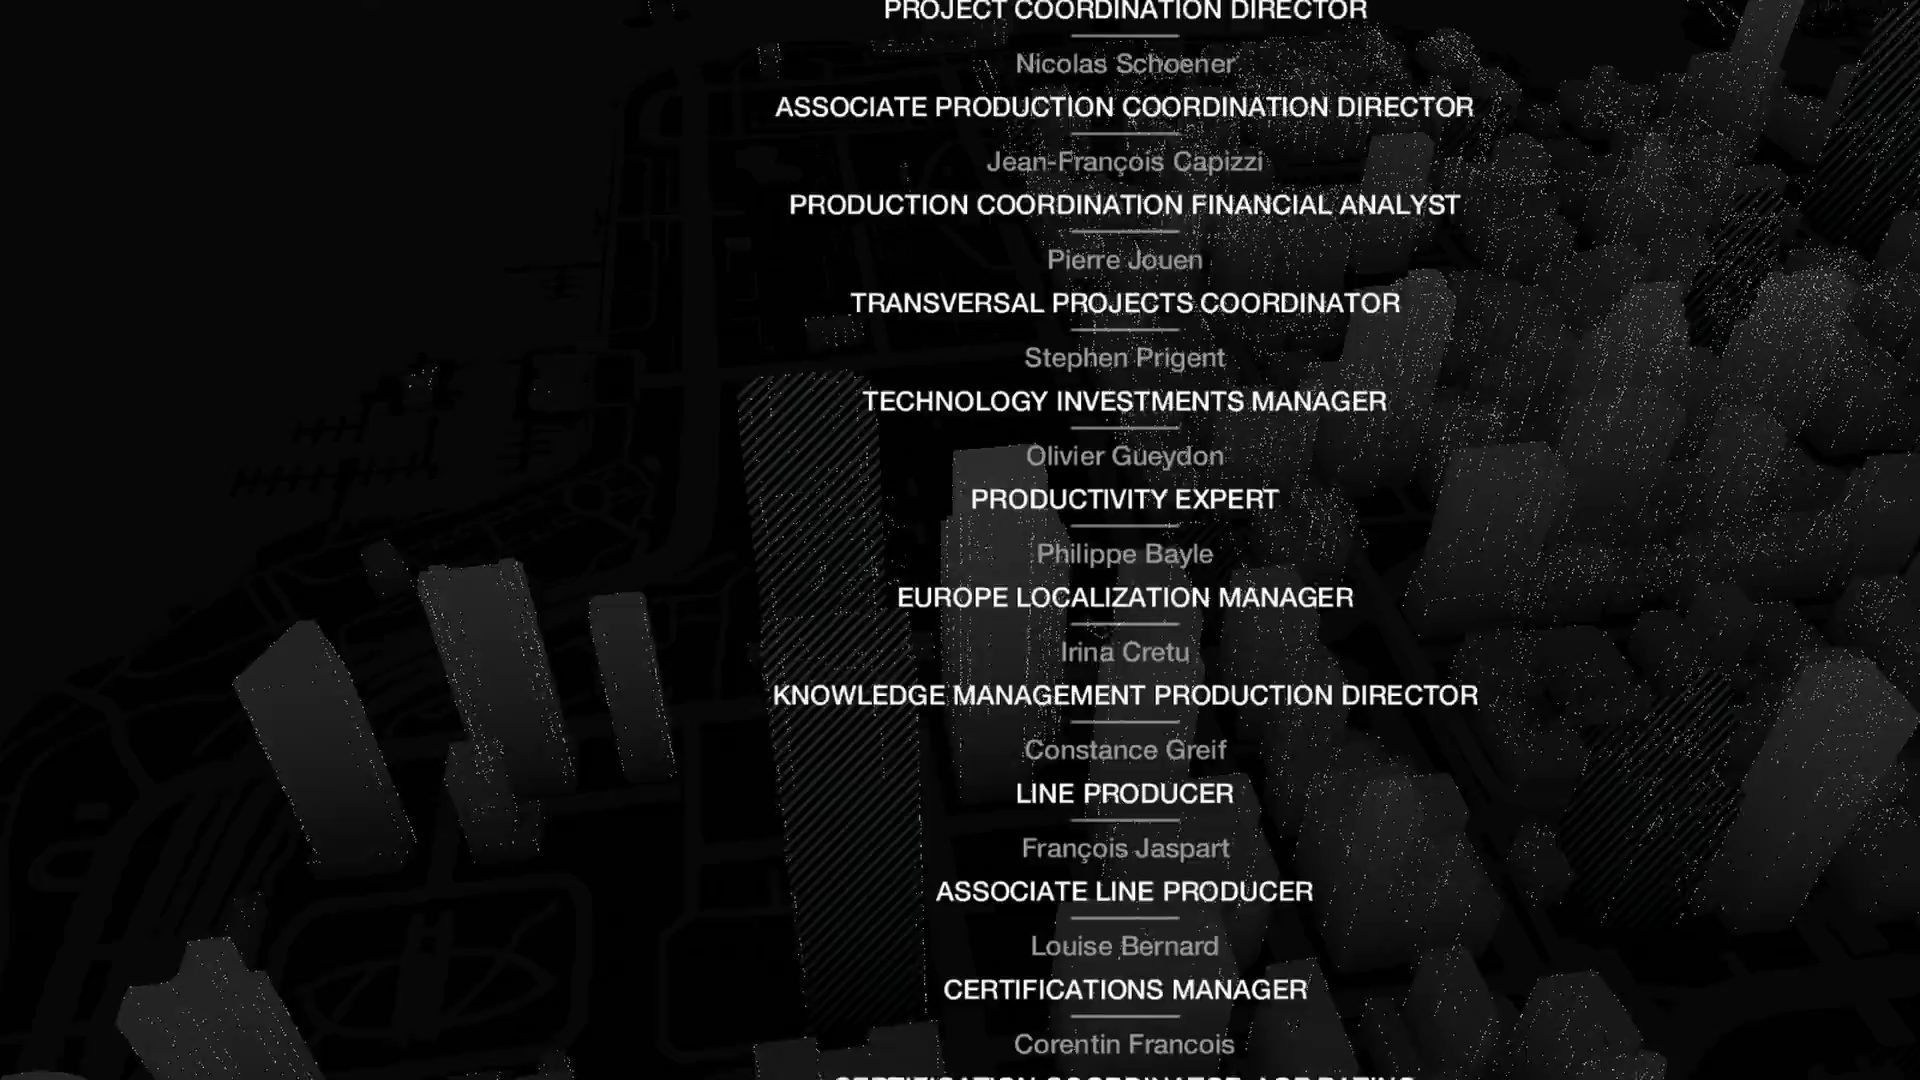 PROJECT COORDINATION DIRECTOR
Nicolas Schoener
ASSOCIATE PRODUCTION COORDINATION DIRECTOR
Jean-François Capizzi
PRODUCTION COORDINATION FINANCIAL ANALYST
Pierre Jouen
TRANSVERSAL PROJECTS COORDINATOR
Stephen Prigent
TECHNOLOGY INVESTMENTS MANAGER
Olivier Gueydon
PRODUCTIVITY EXPERT
Philippe Bayle
EUROPE LOCALIZATION MANAGER
Irina Cretu
KNOWLEDGE MANAGEMENT PRODUCTION DIRECTOR
Constance Greif
LINE PRODUCER
François Jaspart
ASSOCIATE LINE PRODUCER
Louise Bernard
CERTIFICATIONS MANAGER
Corentin Francois